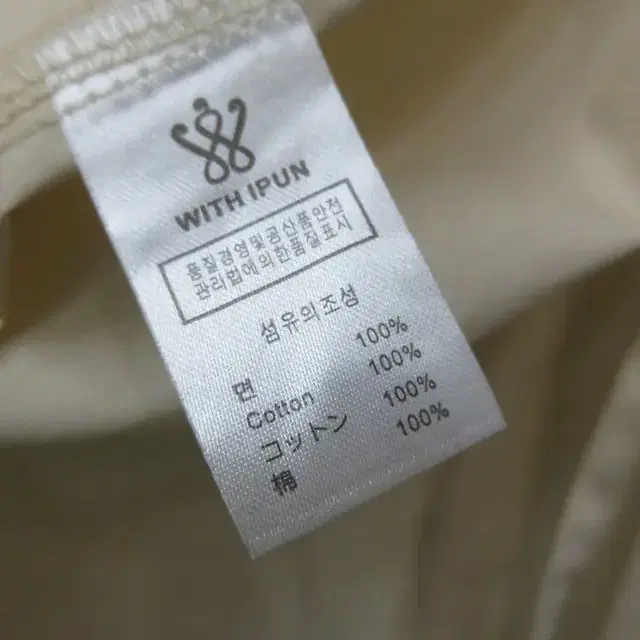 WITH IPUN
품질경영및공산품안전
관리법에의한품질표시
섬유의조성
면 100%
Cotton 100%
コットン 100%
棉 100%